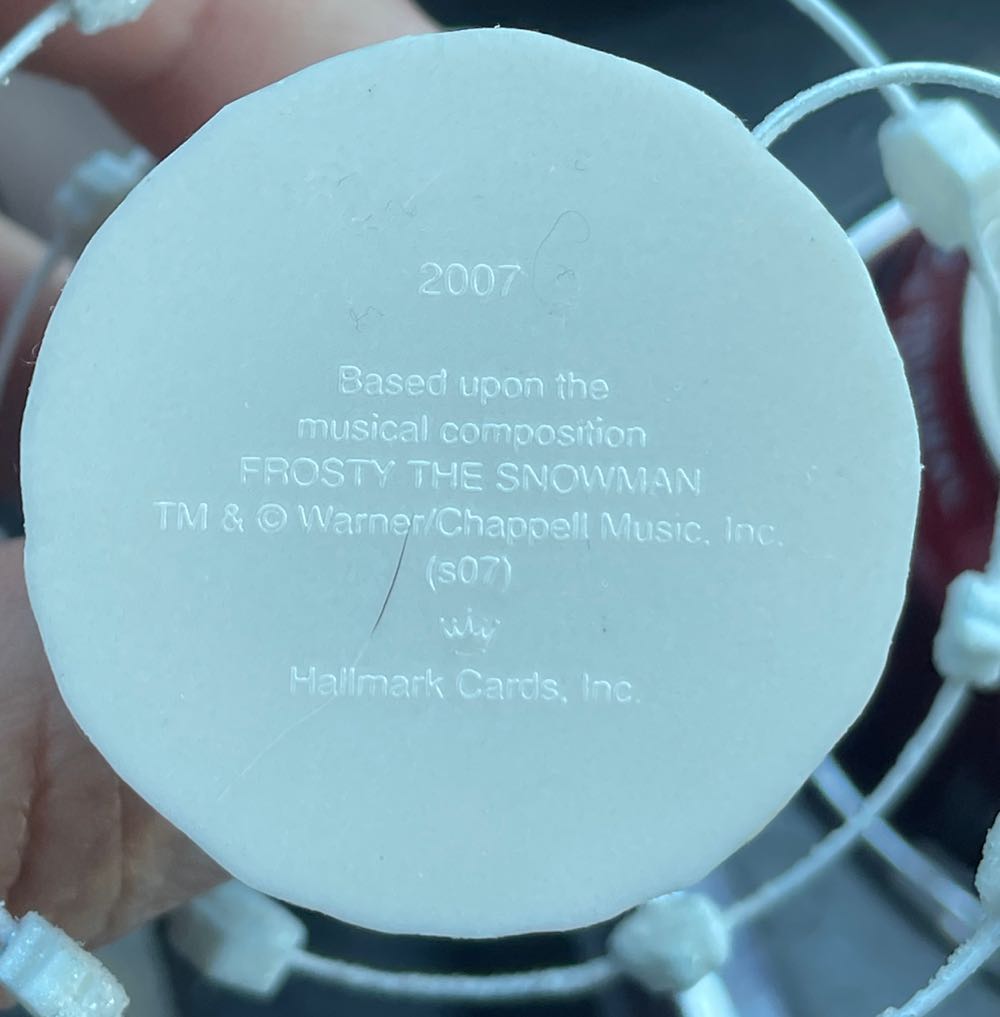 2007
Based upon the
musical composition
FROSTY THE SNOWMAN
TM & © Warner/Chappell Music, Inc.
(s07)
Hallmark Cards, Inc.